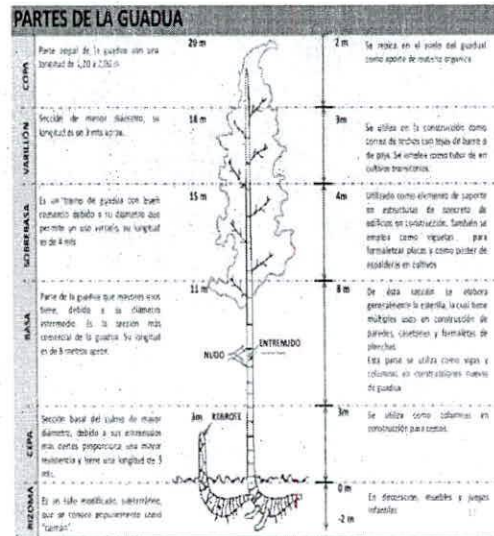 PARTES DE LA GUADUA
COPA
Parte apical de la guadua con una
longitud de 1,20 a 2,00 m
20 m
2 m
Se repica en el suelo del guadual
como aporte de materia orgánica
VARILLON
Sección de menor diámetro, su
longitud es de 3 mts aprox.
18 m
3m
Se utiliza en la construcción como
correa de techos con tejas de barro o
de paja. Se emplea como tutor de en
cultivos transitorios.
SOBREBASA
Es un tramo de guadua con buen
comercio debido a su diámetro que
permite un uso variado, su longitud
es de 4 mts
15 m
4m
Utilizado como elemento de soporte
en estructuras de concreto de
edificios en construcción. También se
emplea como viguetas para
formaletear placas y como postes de
espalderas en cultivos
BASA
Parte de la guadua que mayores usos
tiene, debido a su diámetro
intermedio. Es la sección más
comercial de la guadua. Su longitud
es de 8 metros aprox.
11 m
8 m
De esta sección se elabora
generalmente la esterilla, la cual tiene
múltiples usos en construcción de
paredes, casetones y formaletas de
planchas.
Esta parte se utiliza como vigas y
columnas en construcciones nuevas
de guadua
NUDO
ENTRENUDO
CEPA
Sección basal del culmo de mayor
diámetro, debido a sus entrenudos
más cortos proporciona una mayor
resistencia y tiene una longitud de 3
mts.
3m
REBROTE
3m
Se utiliza como columnas en
construcción para cercos.
RIZOMA
Es un tallo modificado, subterráneo,
que se conoce popularmente como
"caimán".
0 m
-2 m
En decoración, muebles y juegos
infantiles